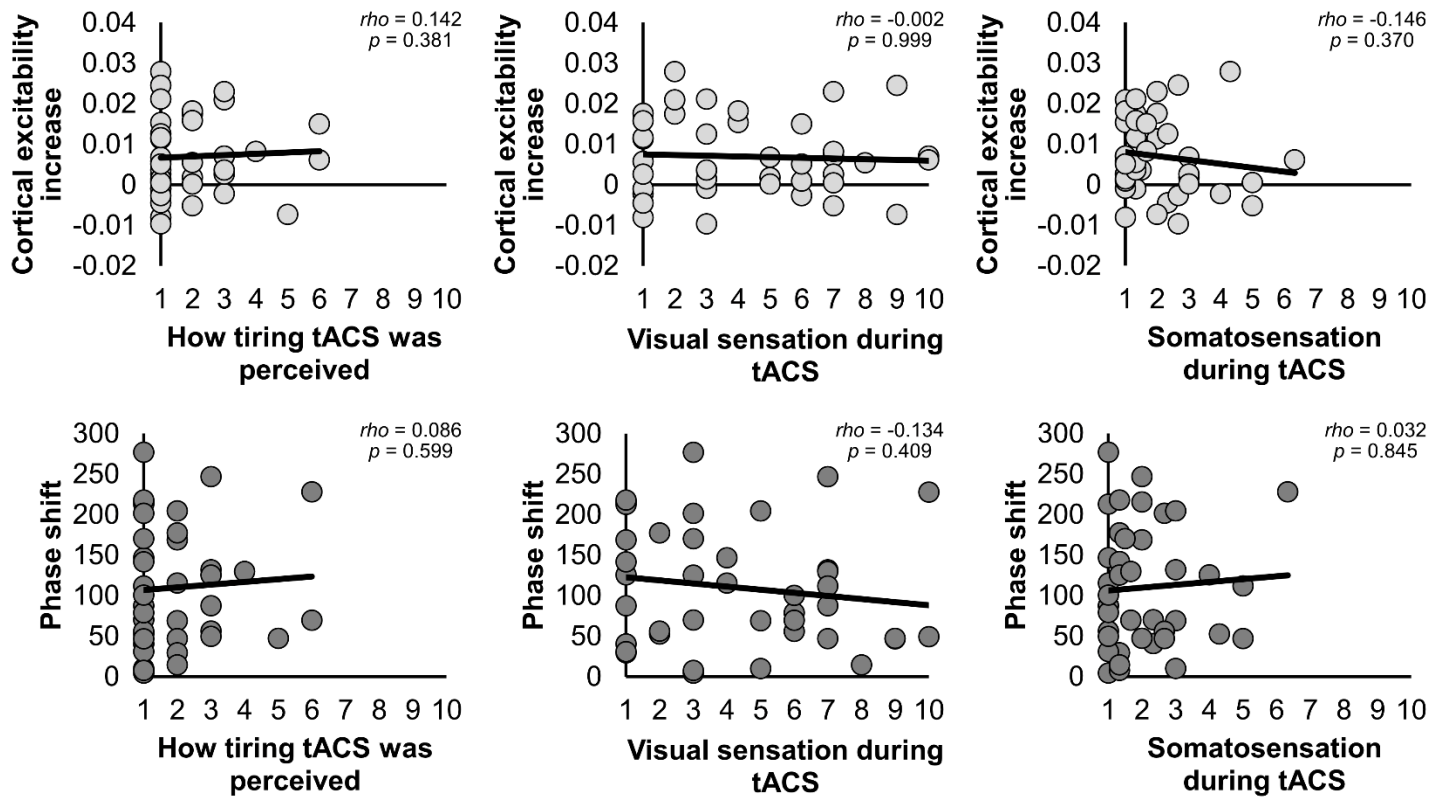 rho = 0.142
p = 0.381
Cortical excitability
increase
0.04
0.03
0.02
0.01
0
-0.01
-0.02
1 2 3 4 5 6 7 8 9 10
How tiring tACS was
perceived
rho = -0.002
p = 0.999
Cortical excitability
increase
0.04
0.03
0.02
0.01
0
-0.01
-0.02
1 2 3 4 5 6 7 8 9 10
Visual sensation during
tACS
rho = -0.146
p = 0.370
Cortical excitability
increase
0.04
0.03
0.02
0.01
0
-0.01
-0.02
1 2 3 4 5 6 7 8 9 10
Somatosensation
during tACS
rho = 0.086
p = 0.599
Phase shift
300
250
200
150
100
50
0
1 2 3 4 5 6 7 8 9 10
How tiring tACS was
perceived
rho = -0.134
p = 0.409
Phase shift
300
250
200
150
100
50
0
1 2 3 4 5 6 7 8 9 10
Visual sensation during
tACS
rho = 0.032
p = 0.845
Phase shift
300
250
200
150
100
50
0
1 2 3 4 5 6 7 8 9 10
Somatosensation
during tACS